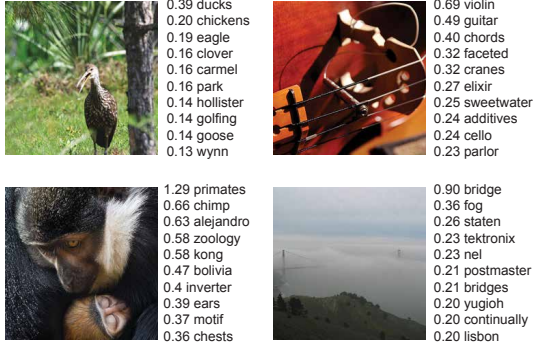 0.39 ducks
0.20 chickens
0.19 eagle
0.16 clover
0.16 carmel
0.16 park
0.14 hollister
0.14 golfing
0.14 goose
0.13 wynn
0.69 violin
0.49 guitar
0.40 chords
0.32 faceted
0.32 cranes
0.27 elixir
0.25 sweetwater
0.24 additives
0.24 cello
0.23 parlor
1.29 primates
0.66 chimp
0.63 alejandro
0.58 zoology
0.58 kong
0.47 bolivia
0.4 inverter
0.39 ears
0.37 motif
0.36 chests
0.90 bridge
0.36 fog
0.26 staten
0.23 tektronix
0.23 nel
0.21 postmaster
0.21 bridges
0.20 yugioh
0.20 continually
0.20 lisbon